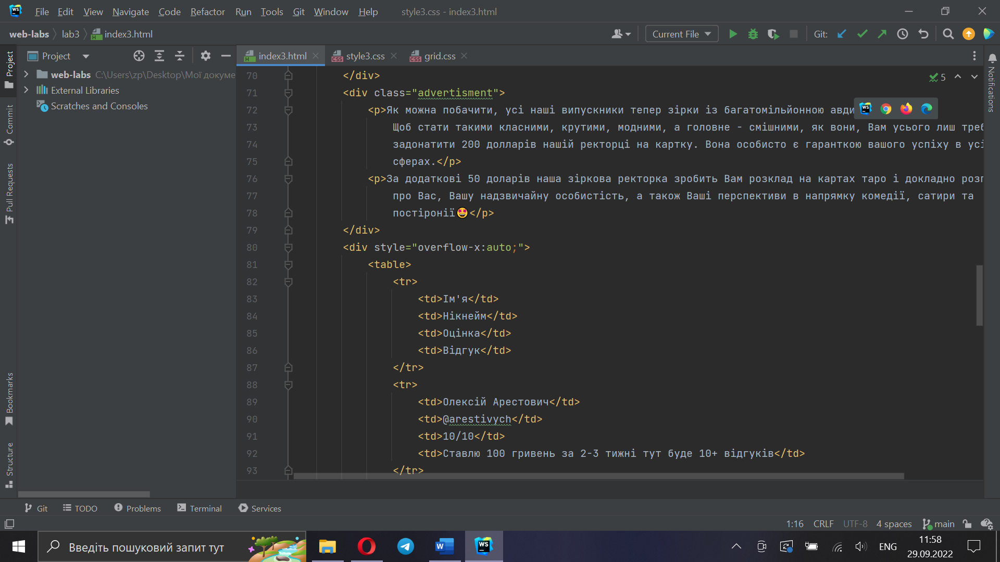 File Edit View Navigate Code Refactor Run Tools Git Window Help style3.css - index3.html
web-labs lab3 index3.html Current File Git:
Project index3.html style3.css grid.css
web-labs C:\Users\zp\Desktop\Мої докуме
External Libraries
Scratches and Consoles
Project
Commit
Pull Requests
Bookmarks
Structure
Notifications
5
70 </div>
71 <div class="advertisment">
72 <p>Як можна побачити, усі наші випускники тепер зірки із багатомільйонною
73 Щоб стати такими класними, крутими, модними, а головне - смішними, як вони, Вам усього лиш
74 задонатити 200 долларів нашій ректорці на картку. Вона особисто є гаранткою вашого успіху в усі
75 сферах.</p>
76 <p>За додаткові 50 доларів наша зіркова ректорка зробить Вам розклад на картах таро і докладно
77 про Вас, Вашу надзвичайну особистість, а також Ваші перспективи в напрямку комедії, сатири та
78 постіронії🤩</p>
79 </div>
80 <div style="overflow-x:auto;">
81 <table>
82 <tr>
83 <td>Ім'я</td>
84 <td>Нікнейм</td>
85 <td>Оцінка</td>
86 <td>Відгук</td>
87 </tr>
88 <tr>
89 <td>Олексій Арестович</td>
90 <td>@arestivych</td>
91 <td>10/10</td>
92 <td>Ставлю 100 гривень за 2-3 тижні тут буде 10+ відгуків</td>
93 </tr>
Git TODO Problems Terminal Services
1:16 CRLF UTF-8 4 spaces main
Введіть пошуковий запит тут
ENG
11:58
29.09.2022